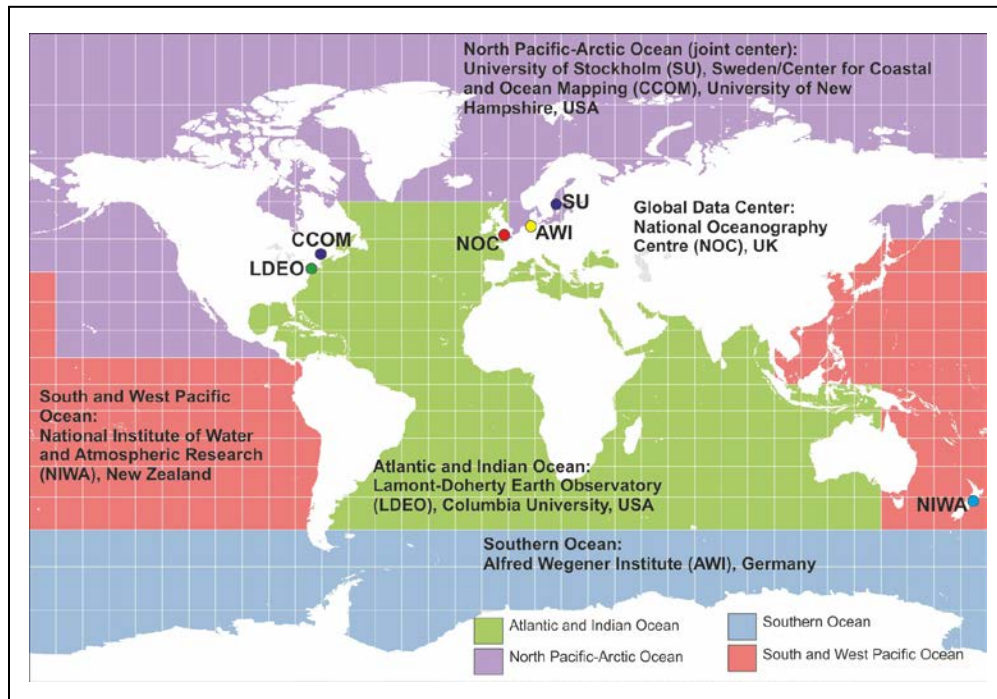 North Pacific-Arctic Ocean (joint center):
University of Stockholm (SU), Sweden/Center for Coastal
and Ocean Mapping (CCOM), University of New
Hampshire, USA
SU
Global Data Center:
National Oceanography
Centre (NOC), UK
AWI
NOC
CCOM
LDEO
South and West Pacific
Ocean:
National Institute of Water
and Atmospheric Research
(NIWA), New Zealand
Atlantic and Indian Ocean:
Lamont-Doherty Earth Observatory
(LDEO), Columbia University, USA
NIWA
Southern Ocean:
Alfred Wegener Institute (AWI), Germany
Atlantic and Indian Ocean
Southern Ocean
North Pacific-Arctic Ocean
South and West Pacific Ocean